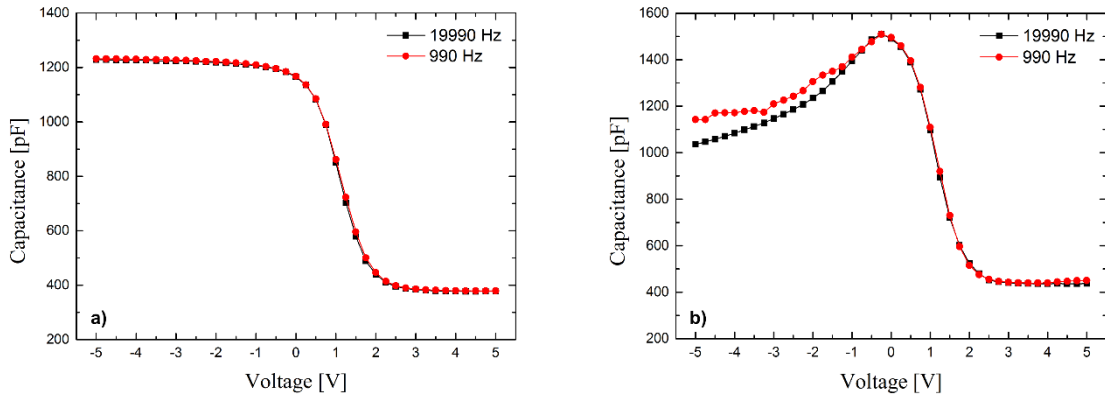 1400
1200
1000
800
600
400
200
Capacitance [pF]
19990 Hz
990 Hz
a)
-5 -4 -3 -2 -1 0 1 2 3 4 5
Voltage [V]
1600
1400
1200
1000
800
600
400
200
Capacitance [pF]
19990 Hz
990 Hz
b)
-5 -4 -3 -2 -1 0 1 2 3 4 5
Voltage [V]